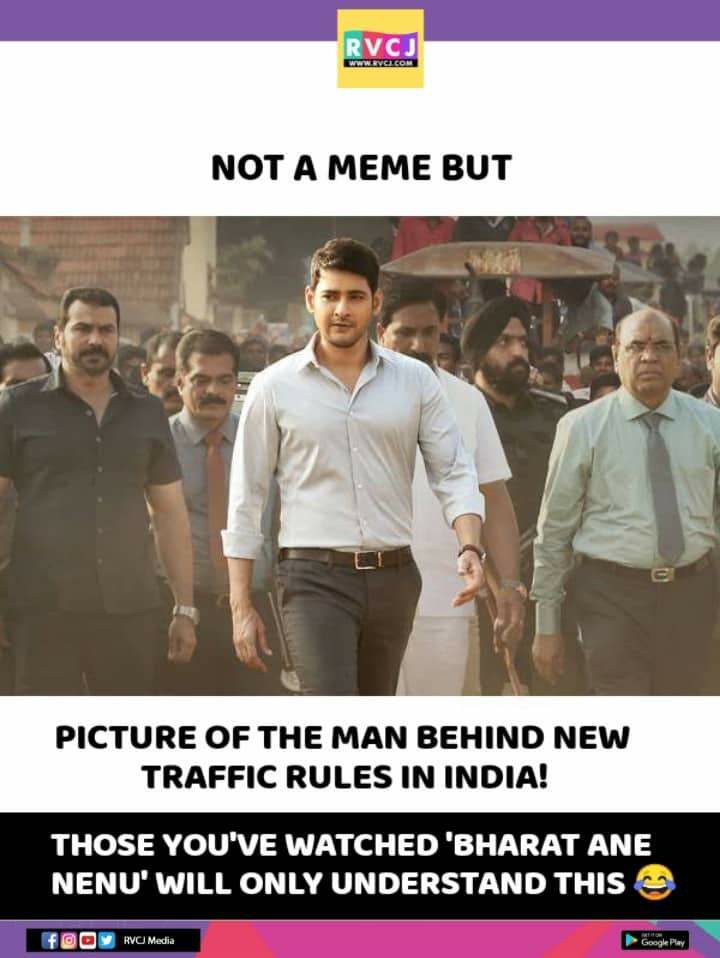 RVCJ
WWW.RVCJ.COM
NOT A MEME BUT
PICTURE OF THE MAN BEHIND NEW
TRAFFIC RULES IN INDIA!
THOSE YOU'VE WATCHED 'BHARAT ANE
NENU' WILL ONLY UNDERSTAND THIS 😂
RVCJ Media
GET IT ON
Google Play